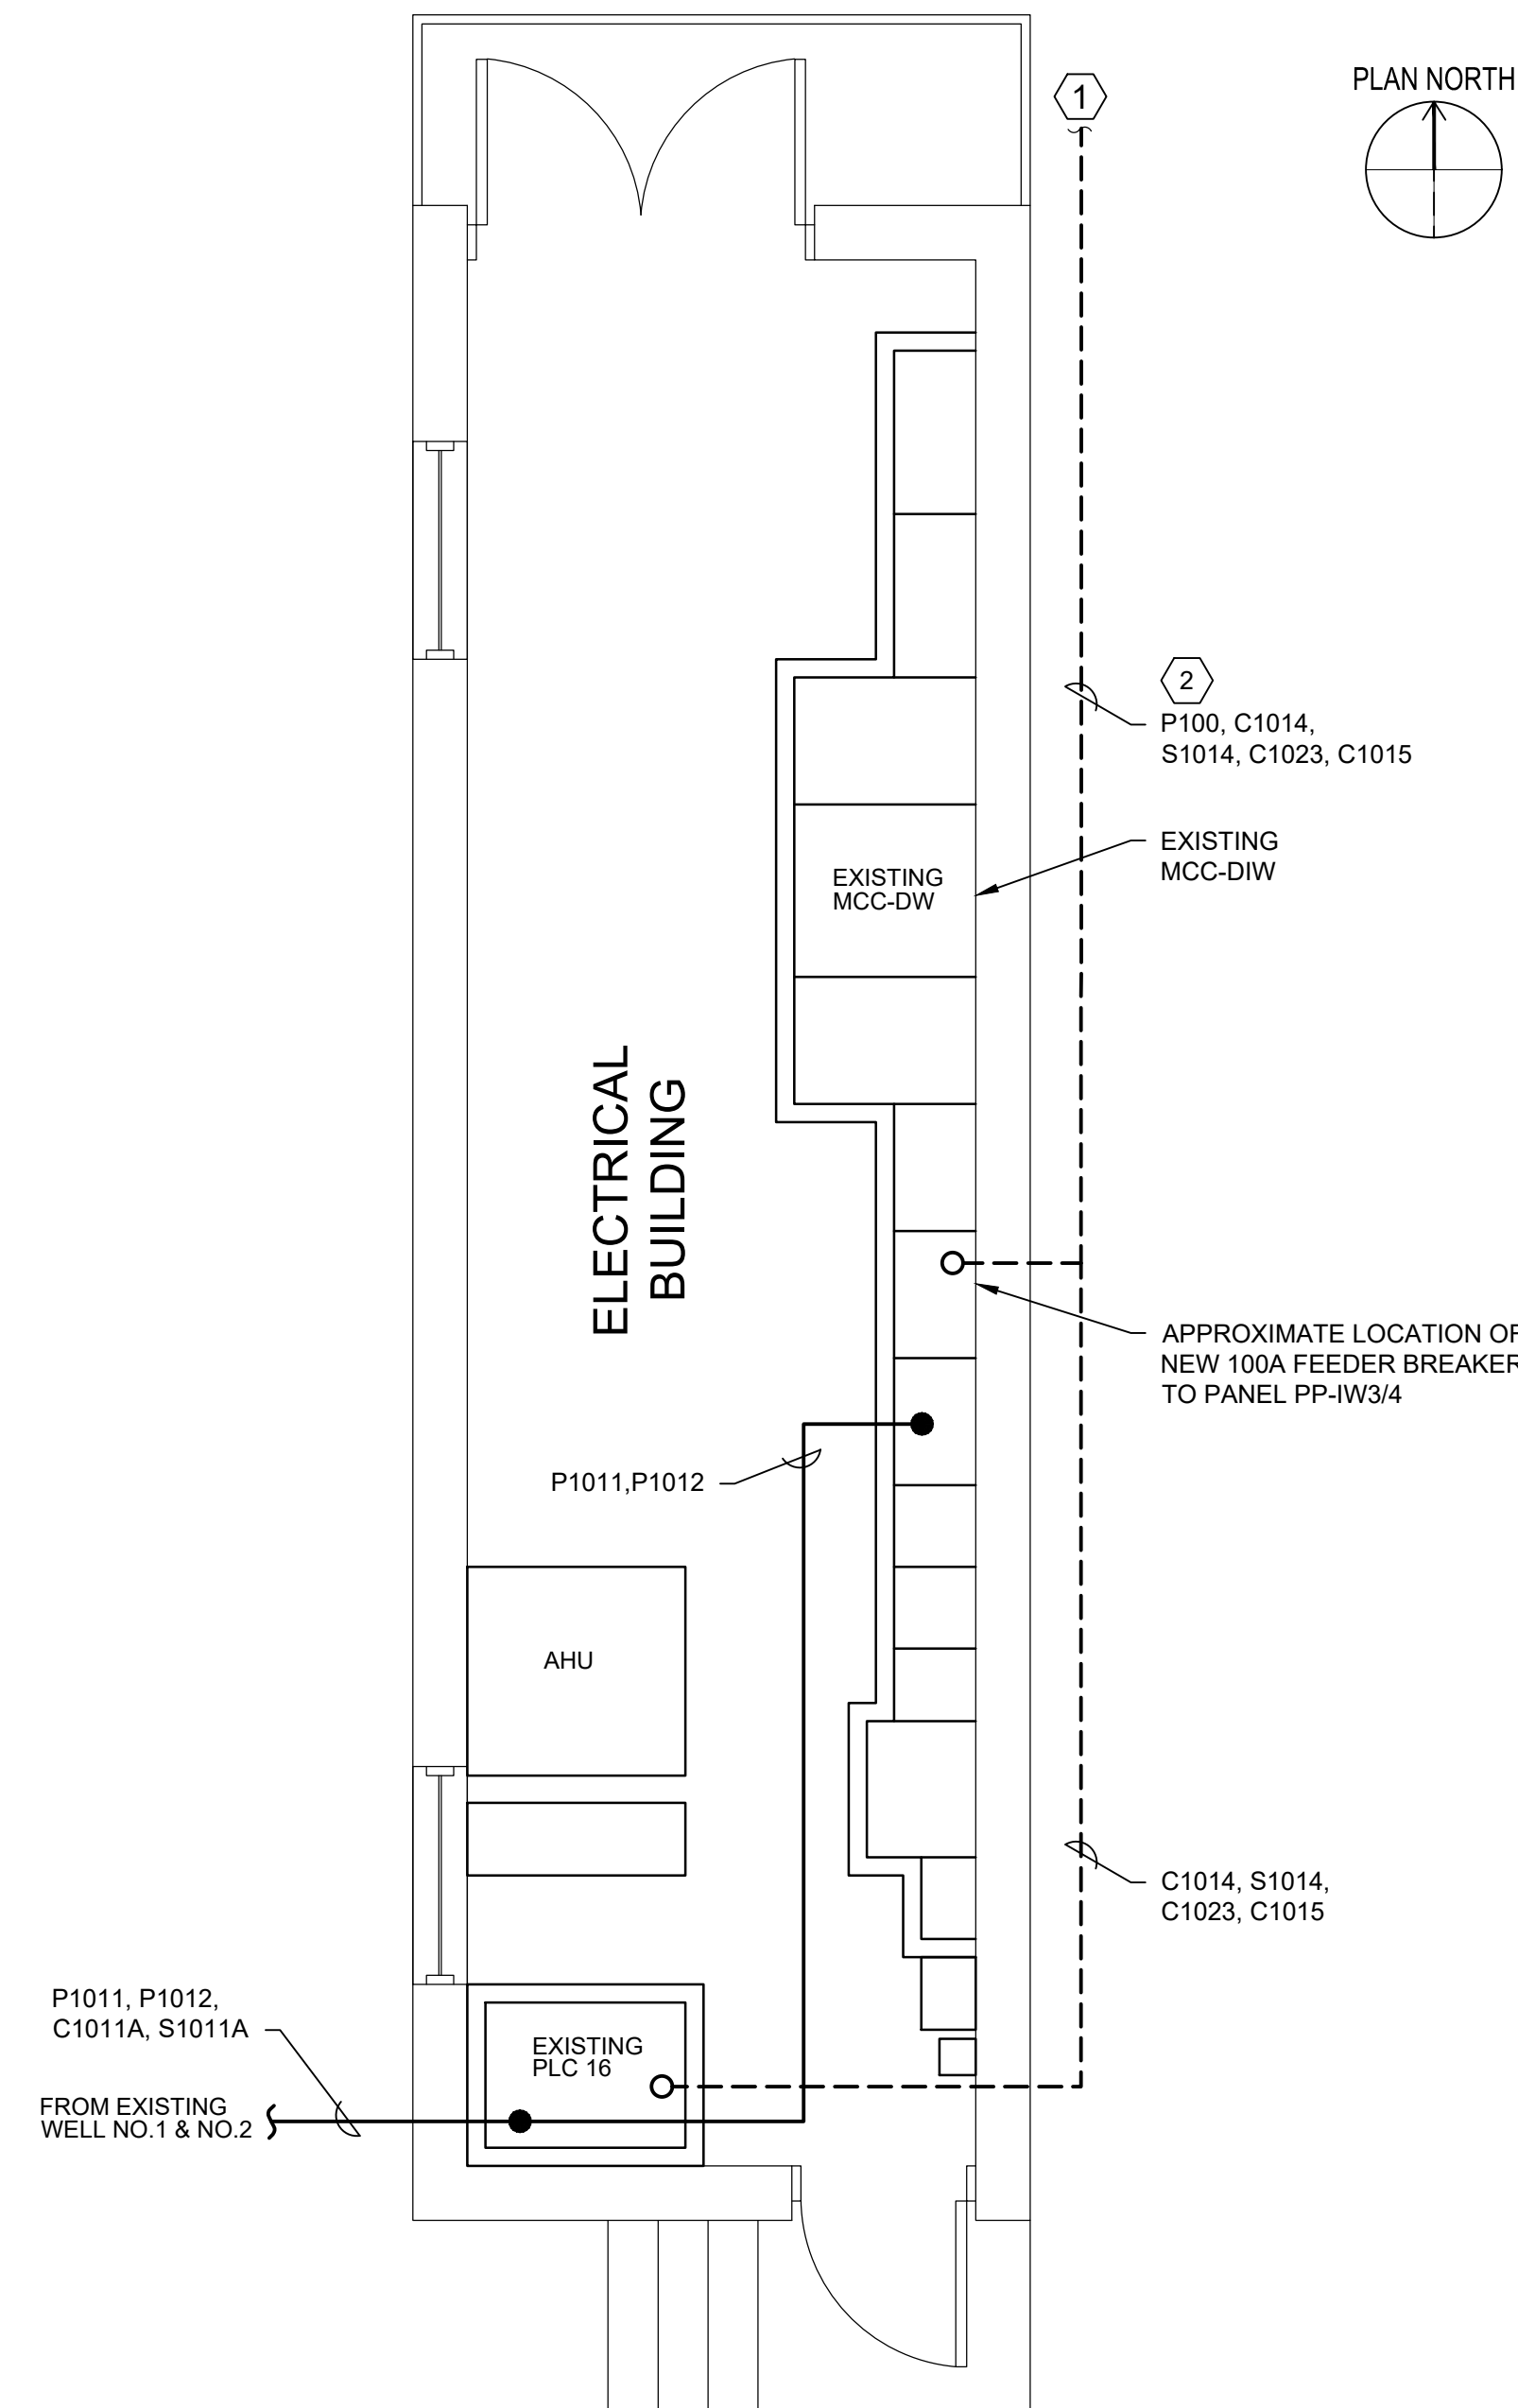 PLAN NORTH
1
2
P100, C1014,
S1014, C1023, C1015
EXISTING
MCC-DIW
EXISTING
MCC-DW
ELECTRICAL
BUILDING
APPROXIMATE LOCATION OF
NEW 100A FEEDER BREAKER
TO PANEL PP-IW3/4
P1011,P1012
AHU
C1014, S1014,
C1023, C1015
P1011, P1012,
C1011A, S1011A
EXISTING
PLC 16
FROM EXISTING
WELL NO.1 & NO.2